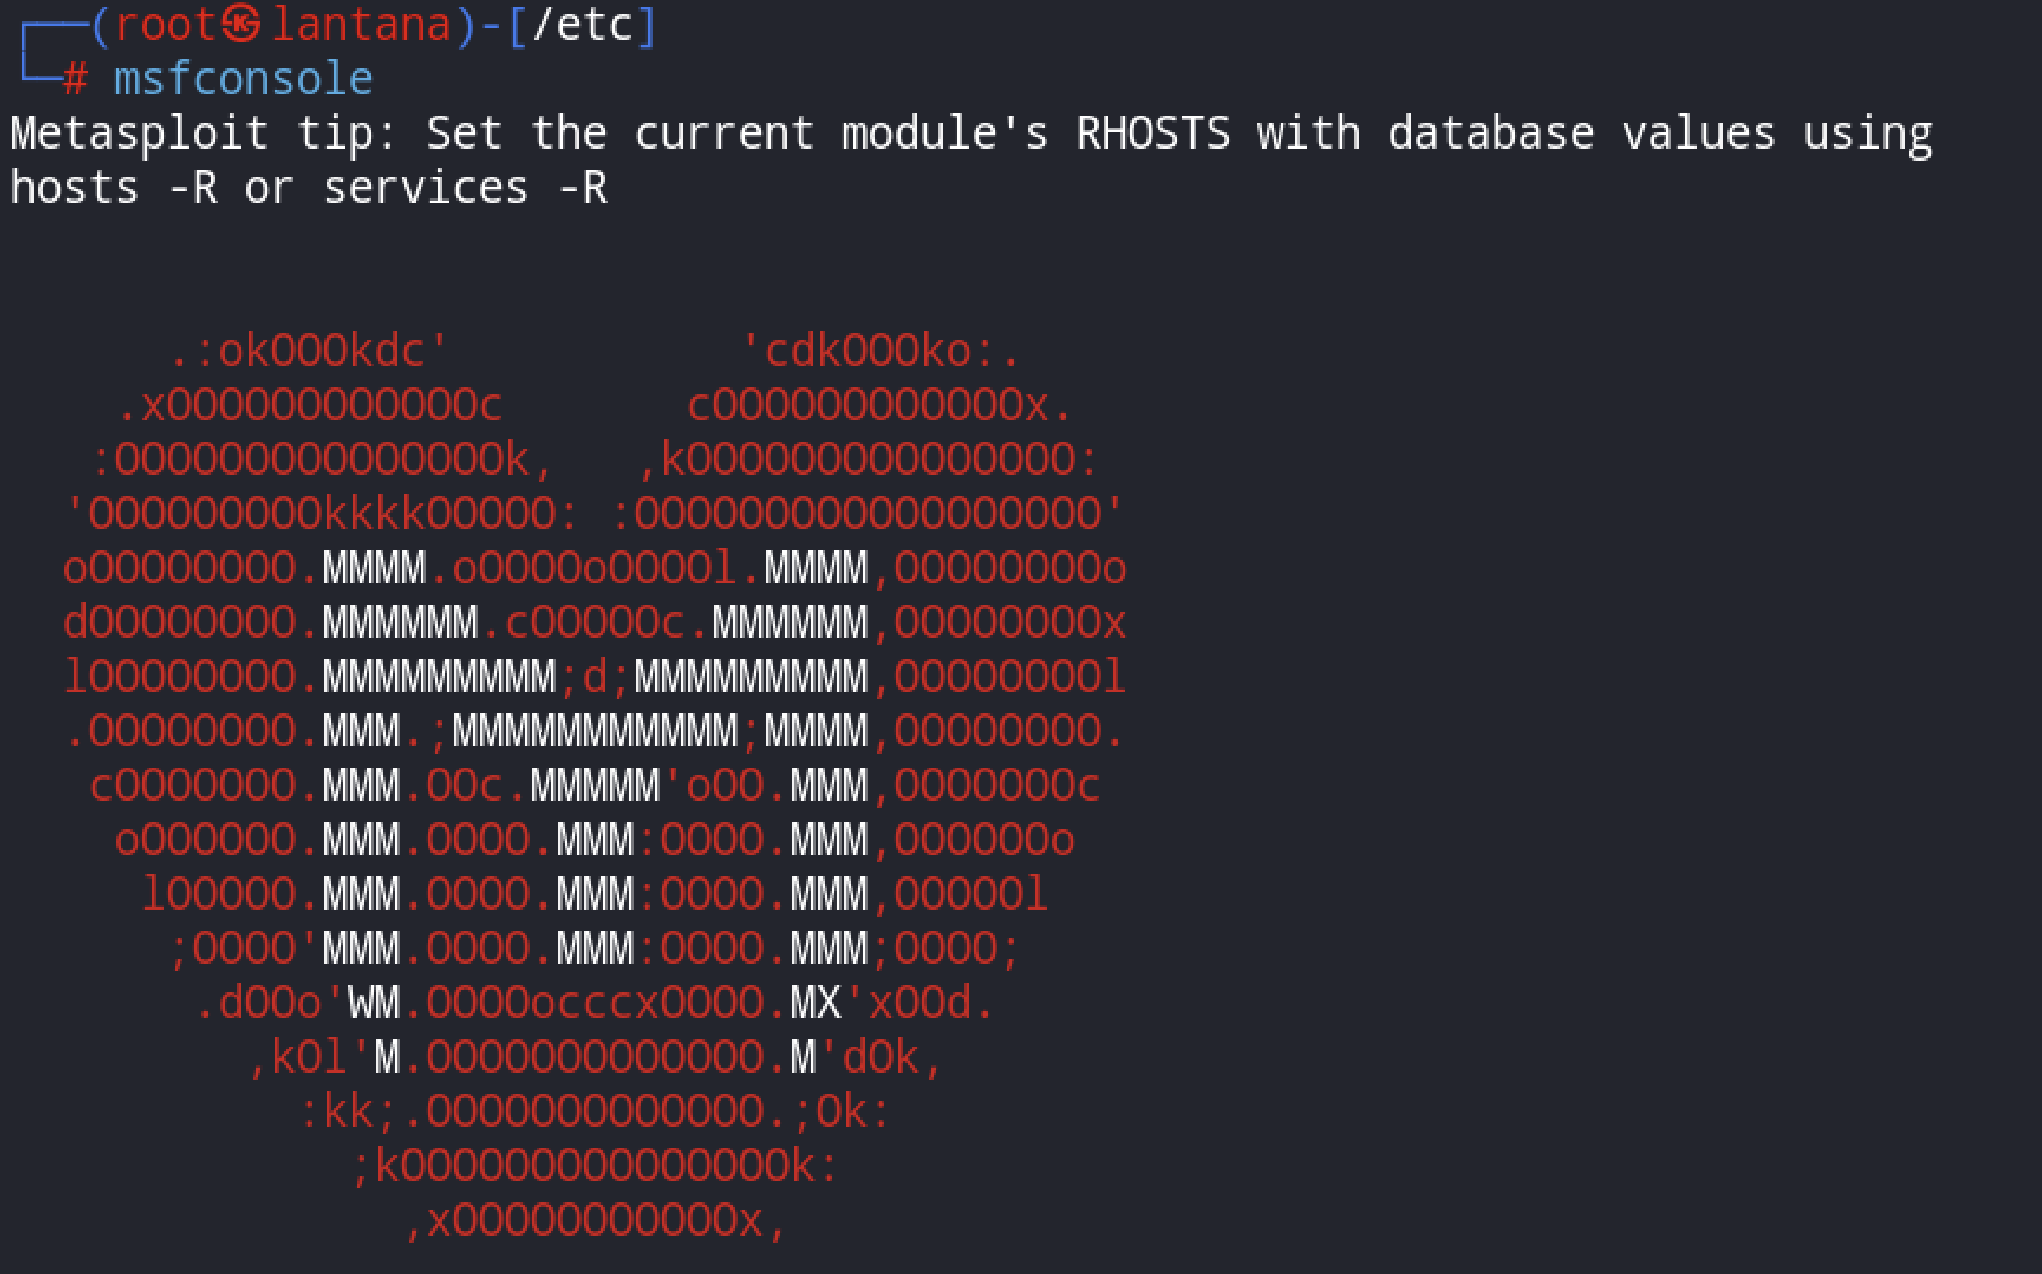 ┌──(root㉿lantana)-[/etc]
└─# msfconsole
Metasploit tip: Set the current module's RHOSTS with database values using
hosts -R or services -R
      .:okOOOkdc'           'cdkOOOko:.
    .xOOOOOOOOOOOOc       cOOOOOOOOOOOOx.
   :OOOOOOOOOOOOOOOk,   ,kOOOOOOOOOOOOOOO:
  'OOOOOOOOOkkkkOOOOO: :OOOOOOOOOOOOOOOOOO'
  oOOOOOOOO.MMMM.oOOOOoOOOOl.MMMM,OOOOOOOOo
  dOOOOOOOO.MMMMMM.cOOOOOc.MMMMMM,OOOOOOOOx
  lOOOOOOOO.MMMMMMMMM;d;MMMMMMMMM,OOOOOOOOl
  .OOOOOOOO.MMM.;MMMMMMMMMMM;MMMM,OOOOOOOO.
   cOOOOOOO.MMM.OOc.MMMMM'oOO.MMM,OOOOOOOc
    oOOOOOO.MMM.OOOO.MMM:OOOO.MMM,OOOOOOo
     lOOOOO.MMM.OOOO.MMM:OOOO.MMM,OOOOOl
      ;OOOO'MMM.OOOO.MMM:OOOO.MMM;OOOO;
       .dOOo'WM.OOOOocccxOOOO.MX'xOOd.
         ,kOl'M.OOOOOOOOOOOOO.M'dOk,
           :kk;.OOOOOOOOOOOOO.;Ok:
             ;kOOOOOOOOOOOOOOOk:
               ,xOOOOOOOOOOOx,